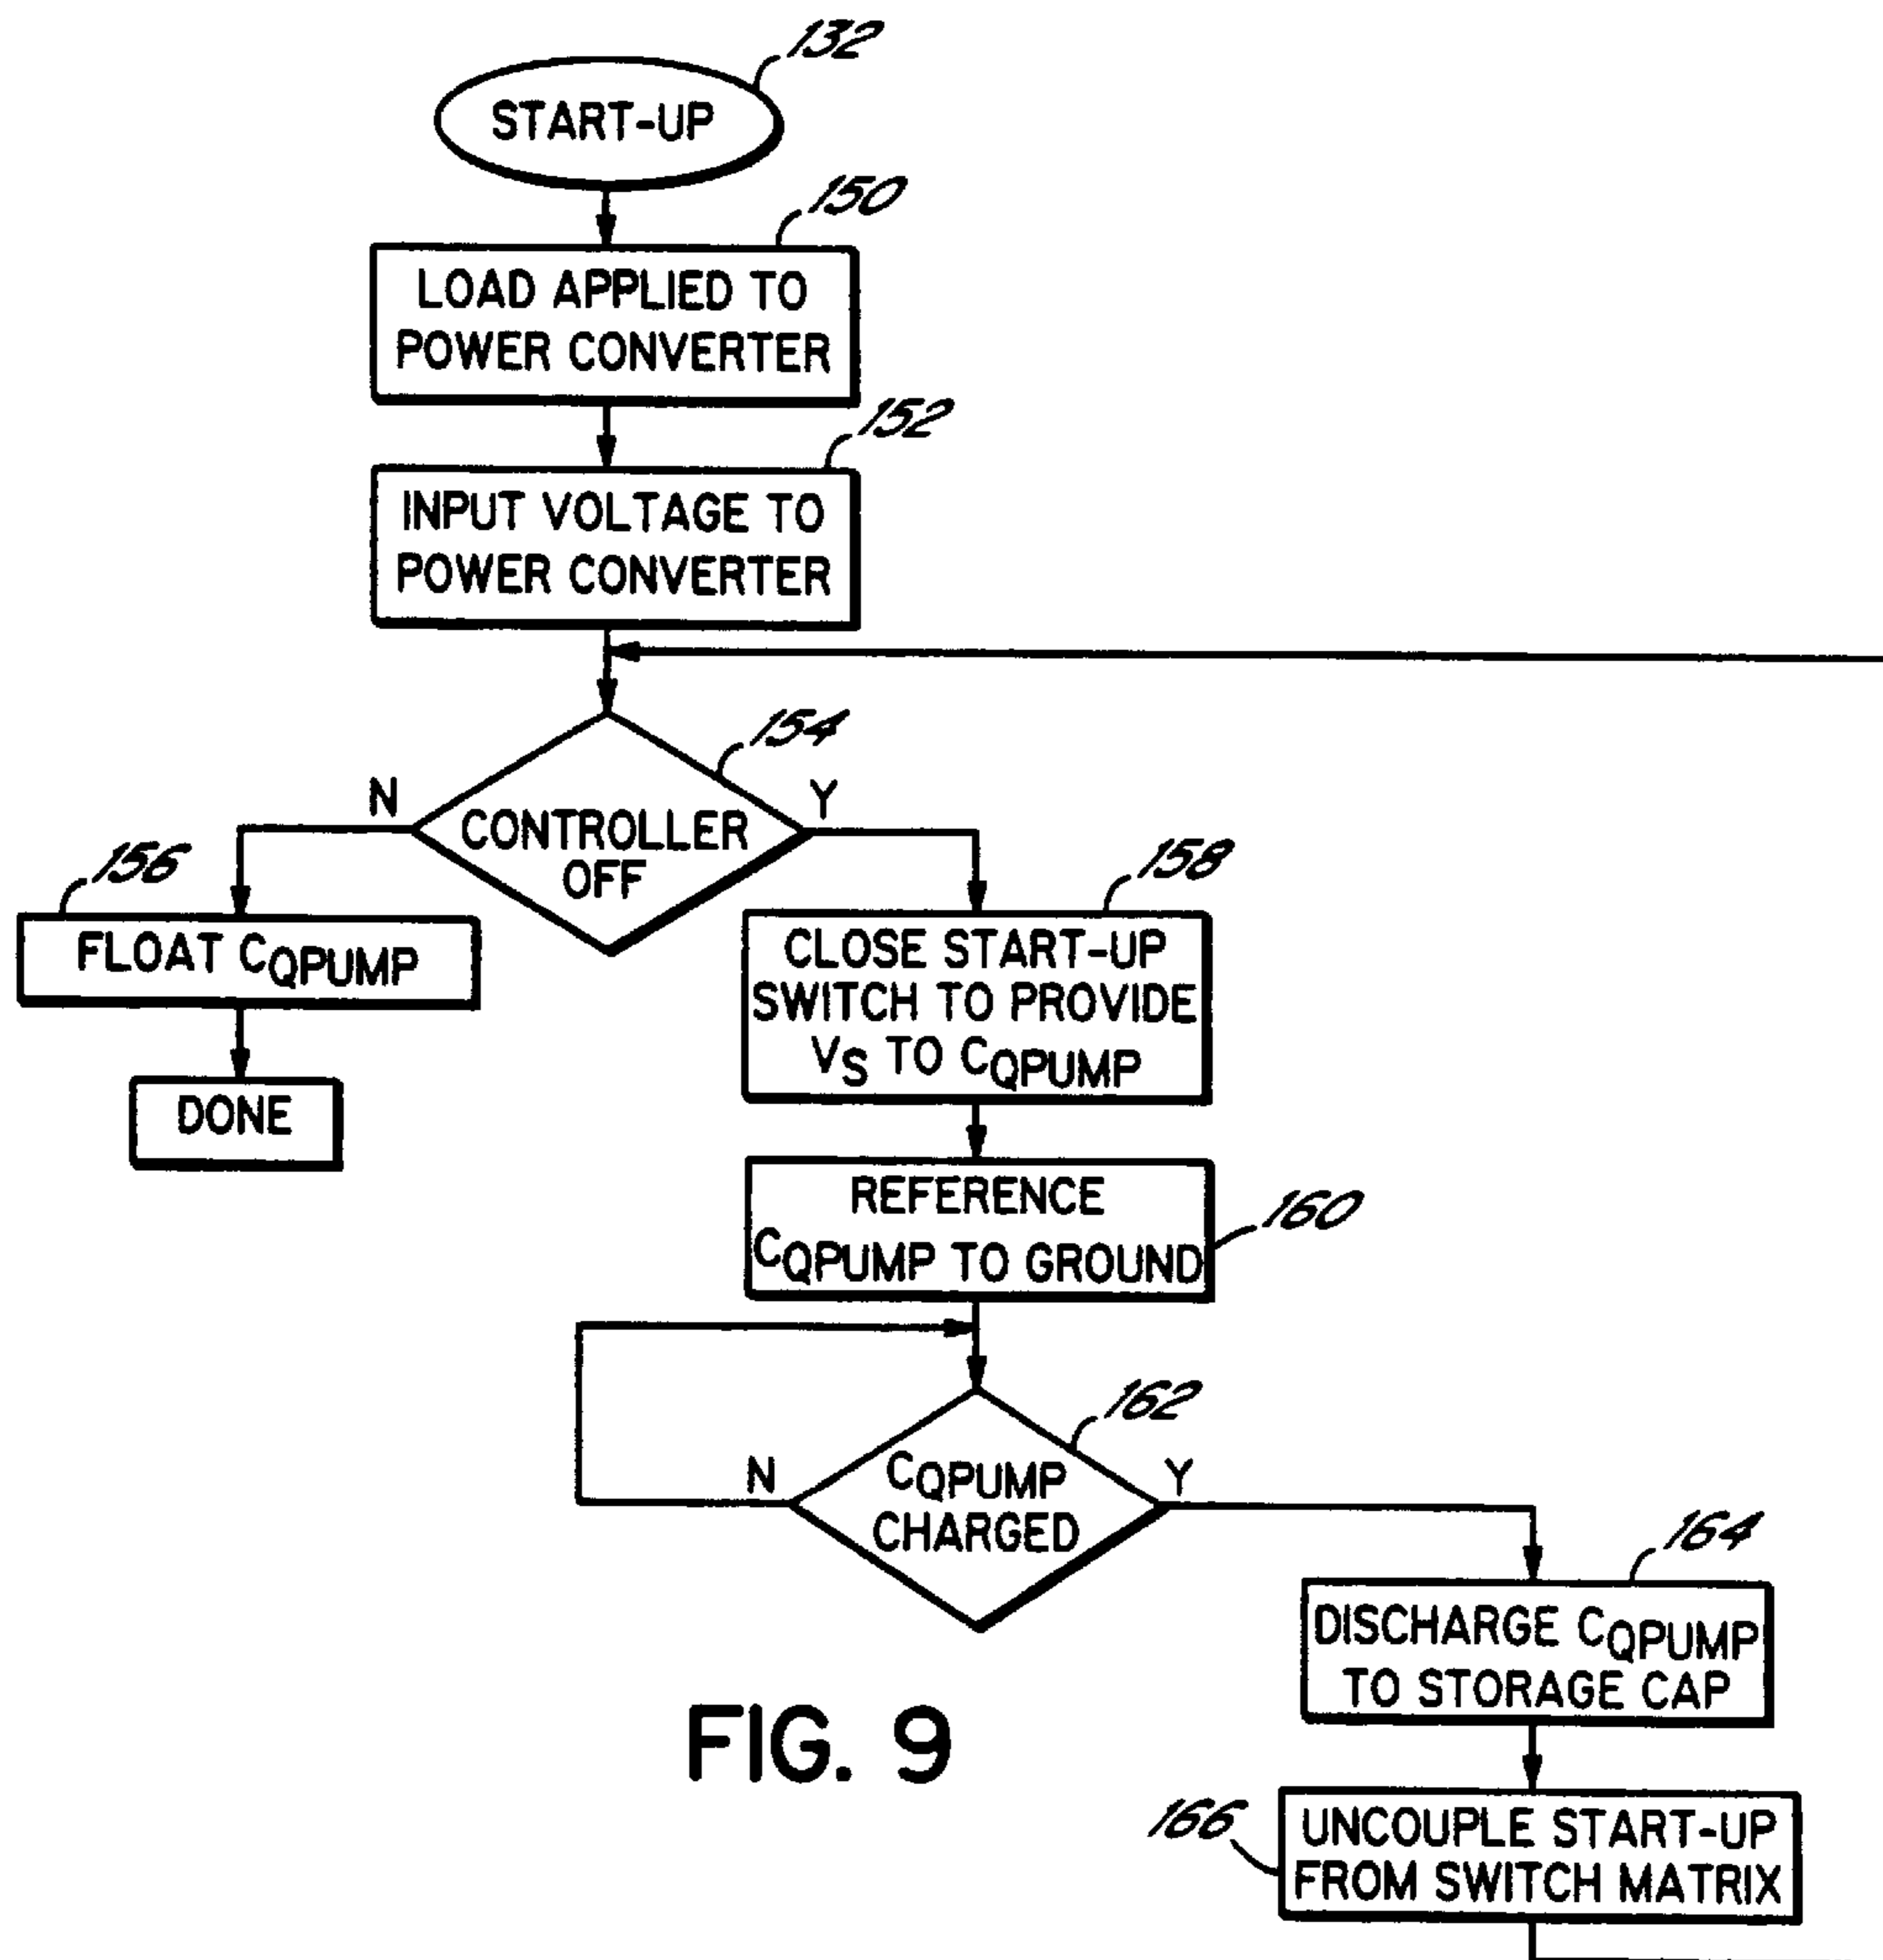 132
START-UP
150
LOAD APPLIED TO
POWER CONVERTER
152
INPUT VOLTAGE TO
POWER CONVERTER
154
N
Y
CONTROLLER
OFF
156
FLOAT CQPUMP
DONE
158
CLOSE START-UP
SWITCH TO PROVIDE
VS TO CQPUMP
REFERENCE
CQPUMP TO GROUND
160
162
N
Y
CQPUMP
CHARGED
164
DISCHARGE CQPUMP
TO STORAGE CAP
166
UNCOUPLE START-UP
FROM SWITCH MATRIX
FIG. 9